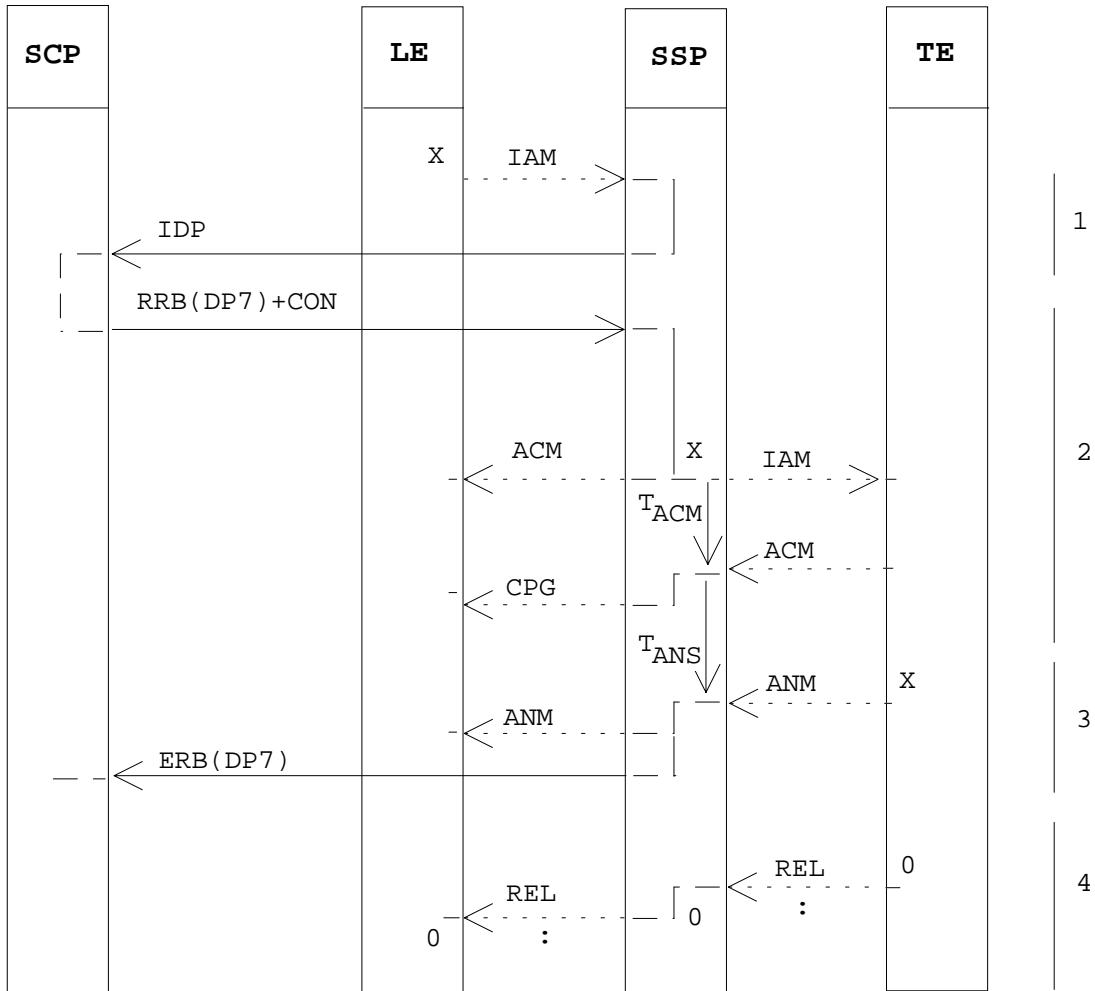 SCP LE SSP TE
X IAM
1
IDP
RRB(DP7)+CON
ACM X IAM 2
TACM
ACM
CPG
TANS
ANM X
ANM 3
ERB(DP7)
REL 0
4
REL 0 :
0 :